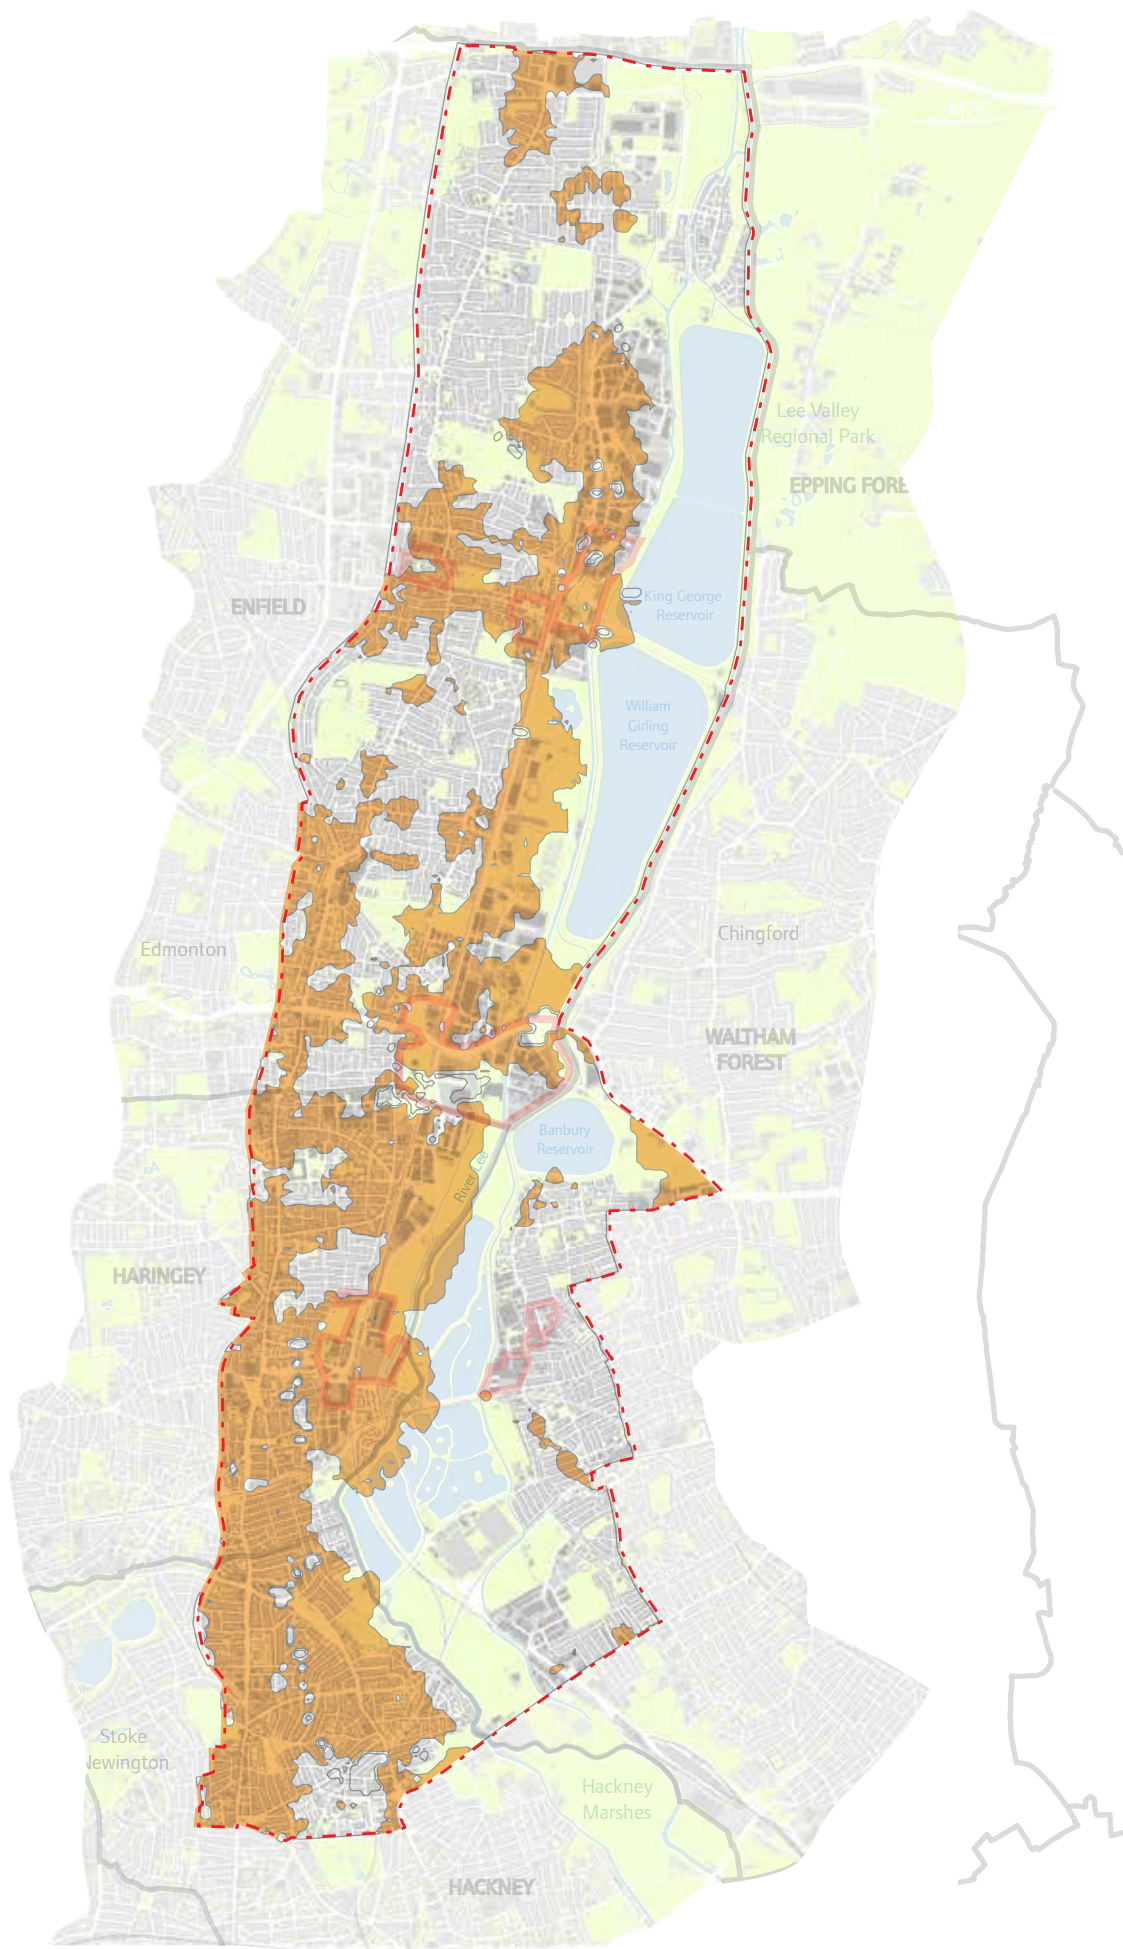 M25
Lee Valley
Regional Park
EPPING FORE
ENFIELD
King George
Reservoir
William
Girling
Reservoir
Edmonton
Chingford
WALTHAM
FOREST
Banbury
Reservoir
River Lee
HARINGEY
Stoke
Newington
Hackney
Marshes
HACKNEY